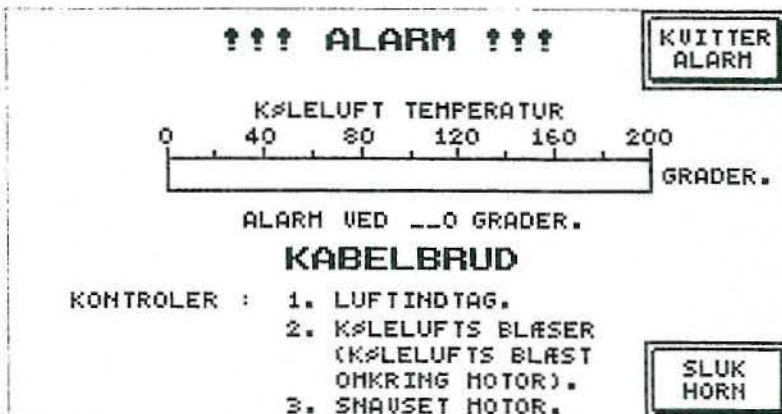 !!! ALARM !!!
KVITTER
ALARM
KØLELUFT TEMPERATUR
0 40 80 120 160 200
GRADER.
ALARM VED __0 GRADER.
KABELBRUD
KONTROLER : 1. LUFTINDTAG.
2. KØLELUFTS BLÆSER
(KØLELUFTS BLÆST
OMKRING MOTOR).
3. SNAVSET MOTOR.
SLUK
HORN